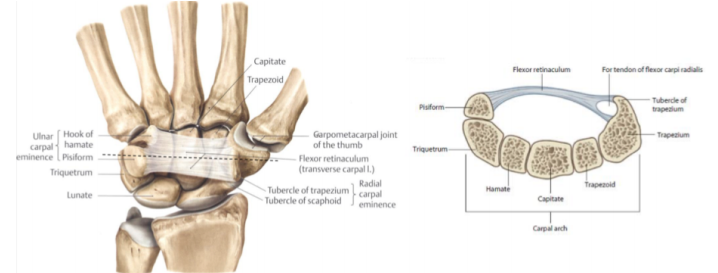 Capitate
Trapezoid
Ulnar
carpal
eminence
Hook of
hamate
Pisiform
Triquetrum
Lunate
Garpometacarpal joint
of the thumb
Flexor retinaculum
(transverse carpal l.)
Tubercle of trapezium
Tubercle of scaphoid
Radial
carpal
eminence
Flexor retinaculum
For tendon of flexor carpi radialis
Pisiform
Tubercle of
trapezium
Trapezium
Triquetrum
Hamate
Capitate
Trapezoid
Carpal arch